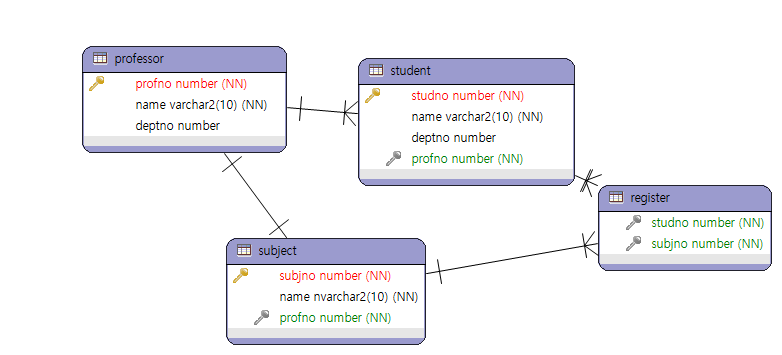 professor
profno number (NN)
name varchar2(10) (NN)
deptno number
student
studno number (NN)
name varchar2(10) (NN)
deptno number
profno number (NN)
register
studno number (NN)
subjno number (NN)
subject
subjno number (NN)
name nvarchar2(10) (NN)
profno number (NN)